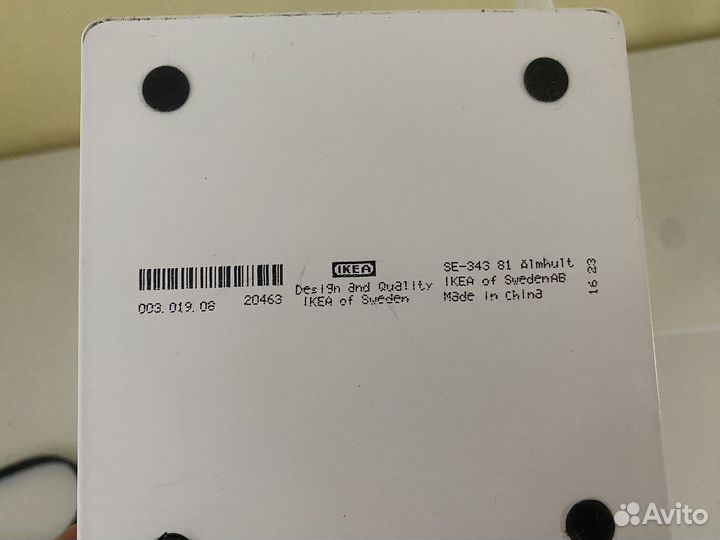 003.019.06
20463
IKEA
Design and Quality
IKEA of Sweden
SE-343 81 Älmhult
IKEA of SwedenAB
Made in China
16 23
Avito